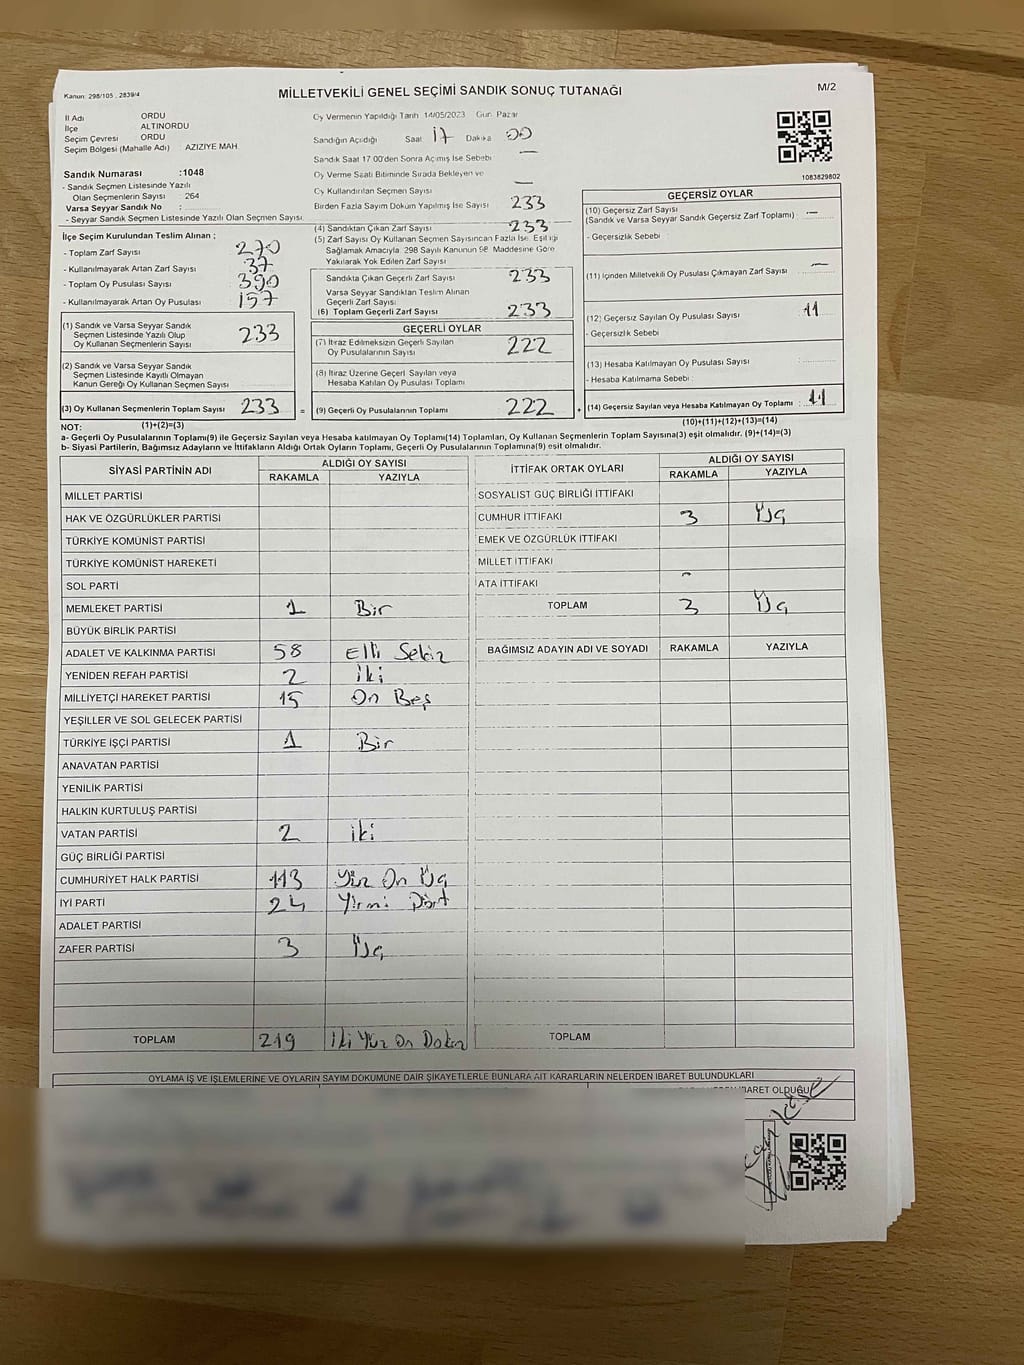 Kanun: 298/105 , 2839/4
MİLLETVEKİLİ GENEL SEÇİMİ SANDIK SONUÇ TUTANAĞI
M/2
İl Adı ORDU
İlçe ALTINORDU
Seçim Çevresi ORDU
Seçim Bölgesi (Mahalle Adı) AZİZİYE MAH.
Sandık Numarası :1048
- Sandık Seçmen Listesinde Yazılı
Olan Seçmenlerin Sayısı : 264
Varsa Seyyar Sandık No :
- Seyyar Sandık Seçmen Listesinde Yazılı Olan Seçmen Sayısı:
Oy Vermenin Yapıldığı Tarih 14/05/2023 Gün Pazar
Sandığın Açıldığı Saat 17 Dakika 00
Sandık Saat 17:00'den Sonra Açımış İse Sebebi —
Oy Verme Saati Bitiminde Sırada Bekleyen ve
Oy Kullandırılan Seçmen Sayısı —
Birden Fazla Sayım Döküm Yapılmış İse Sayısı 233
1083829802
İlçe Seçim Kurulundan Teslim Alınan ;
- Toplam Zarf Sayısı : 270
- Kullanılmayarak Artan Zarf Sayısı : 37
- Toplam Oy Pusulası Sayısı : 390
- Kullanılmayarak Artan Oy Pusulası : 157
(1) Sandık ve Varsa Seyyar Sandık
Seçmen Listesinde Yazılı Olup
Oy Kullanan Seçmenlerin Sayısı 233
(2) Sandık ve Varsa Seyyar Sandık
Seçmen Listesinde Kayıtlı Olmayan
Kanun Gereği Oy Kullanan Seçmen Sayısı
(3) Oy Kullanan Seçmenlerin Toplam Sayısı 233 =
(4) Sandıktan Çıkan Zarf Sayısı 233
(5) Zarf Sayısı Oy Kullanan Seçmen Sayısından Fazla İse, Eşitliği
Sağlamak Amacıyla, 298 Sayılı Kanunun 98. Maddesine Göre
Yakılarak Yok Edilen Zarf Sayısı
Sandıkta Çıkan Geçerli Zarf Sayısı 233
Varsa Seyyar Sandıktan Teslim Alınan
Geçerli Zarf Sayısı
(6) Toplam Geçerli Zarf Sayısı 233
GEÇERLİ OYLAR
(7) İtiraz Edilmeksizin Geçerli Sayılan
Oy Pusulalarının Sayısı 222
(8) İtiraz Üzerine Geçerli Sayılan veya
Hesaba Katılan Oy Pusulası Toplamı
(9) Geçerli Oy Pusulalarının Toplamı 222 +
GEÇERSİZ OYLAR
(10) Geçersiz Zarf Sayısı
(Sandık ve Varsa Seyyar Sandık Geçersiz Zarf Toplamı) : —
- Geçersizlik Sebebi :
(11) İçinden Milletvekili Oy Pusulası Çıkmayan Zarf Sayısı —
(12) Geçersiz Sayılan Oy Pusulası Sayısı : 11
- Geçersizlik Sebebi :
(13) Hesaba Katılmayan Oy Pusulası Sayısı :
- Hesaba Katılmama Sebebi :
(14) Geçersiz Sayılan veya Hesaba Katılmayan Oy Toplamı : 11
NOT: (1)+(2)=(3) (10)+(11)+(12)+(13)=(14)
a- Geçerli Oy Pusulalarının Toplamı(9) ile Geçersiz Sayılan veya Hesaba katılmayan Oy Toplamı(14) Toplamları, Oy Kullanan Seçmenlerin Toplam Sayısına(3) eşit olmalıdır. (9)+(14)=(3)
b- Siyasi Partilerin, Bağımsız Adayların ve İttifakların Aldığı Ortak Oyların Toplamı, Geçerli Oy Pusulalarının Toplamına(9) eşit olmalıdır.
SİYASİ PARTİNİN ADI ALDIĞI OY SAYISI
RAKAMLA YAZIYLA
MİLLET PARTİSİ
HAK VE ÖZGÜRLÜKLER PARTİSİ
TÜRKİYE KOMÜNİST PARTİSİ
TÜRKİYE KOMÜNİST HAREKETİ
SOL PARTİ
MEMLEKET PARTİSİ 1 Bir
BÜYÜK BİRLİK PARTİSİ
ADALET VE KALKINMA PARTİSİ 58 Elli Sekiz
YENİDEN REFAH PARTİSİ 2 iki
MİLLİYETÇİ HAREKET PARTİSİ 15 On Beş
YEŞİLLER VE SOL GELECEK PARTİSİ
TÜRKİYE İŞÇİ PARTİSİ 1 Bir
ANAVATAN PARTİSİ
YENİLİK PARTİSİ
HALKIN KURTULUŞ PARTİSİ
VATAN PARTİSİ 2 iki
GÜÇ BİRLİĞİ PARTİSİ
CUMHURİYET HALK PARTİSİ 113 Yüz On Üç
İYİ PARTİ 24 Yirmi Dört
ADALET PARTİSİ
ZAFER PARTİSİ 3 Üç
TOPLAM 219 iki Yüz On Dokuz
İTTİFAK ORTAK OYLARI ALDIĞI OY SAYISI
RAKAMLA YAZIYLA
SOSYALİST GÜÇ BİRLİĞİ İTTİFAKI
CUMHUR İTTİFAKI 3 Üç
EMEK VE ÖZGÜRLÜK İTTİFAKI
MİLLET İTTİFAKI
ATA İTTİFAKI
TOPLAM 3 Üç
BAĞIMSIZ ADAYIN ADI VE SOYADI RAKAMLA YAZIYLA
TOPLAM
OYLAMA İŞ VE İŞLEMLERİNE VE OYLARIN SAYIM DÖKÜMÜNE DAİR ŞİKAYETLERLE BUNLARA AİT KARARLARIN NELERDEN İBARET BULUNDUKLARI
İBARET OLDUĞU